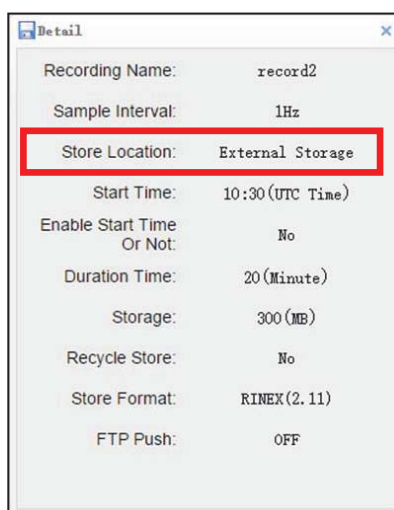 Detail
Recording Name: record2
Sample Interval: 1Hz
Store Location: External Storage
Start Time: 10:30(UTC Time)
Enable Start Time
Or Not: No
Duration Time: 20(Minute)
Storage: 300(MB)
Recycle Store: No
Store Format: RINEX(2.11)
FTP Push: OFF